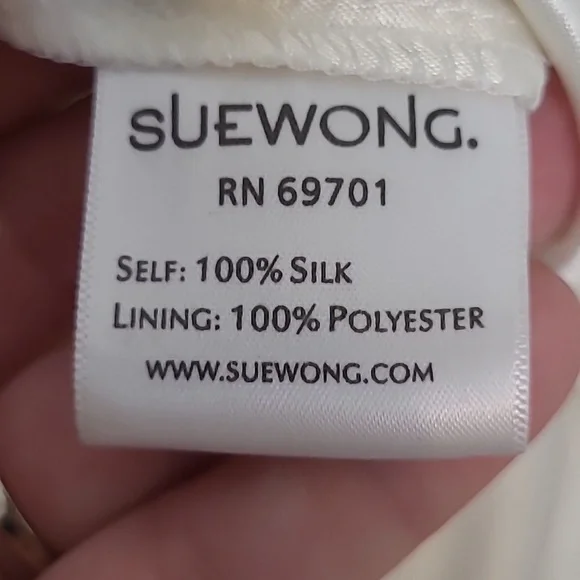 sUEWONG.
RN 69701
SELF: 100% SILK
LINING: 100% POLYESTER
WWW.SUEWONG.COM